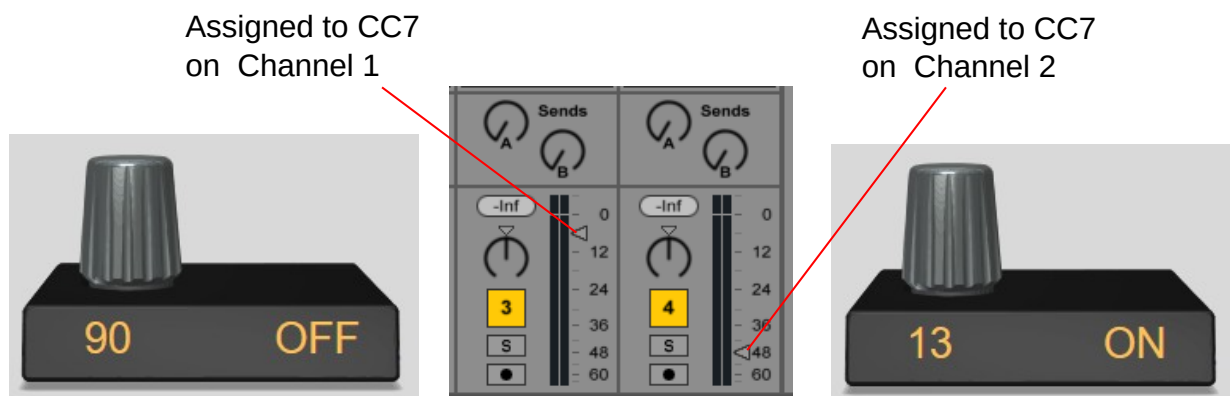 Assigned to CC7
on Channel 1
Assigned to CC7
on Channel 2
Sends
A
B
Sends
A
B
-Inf
0
12
24
36
48
60
3
S
-Inf
0
12
24
36
48
60
4
S
90 OFF
13 ON